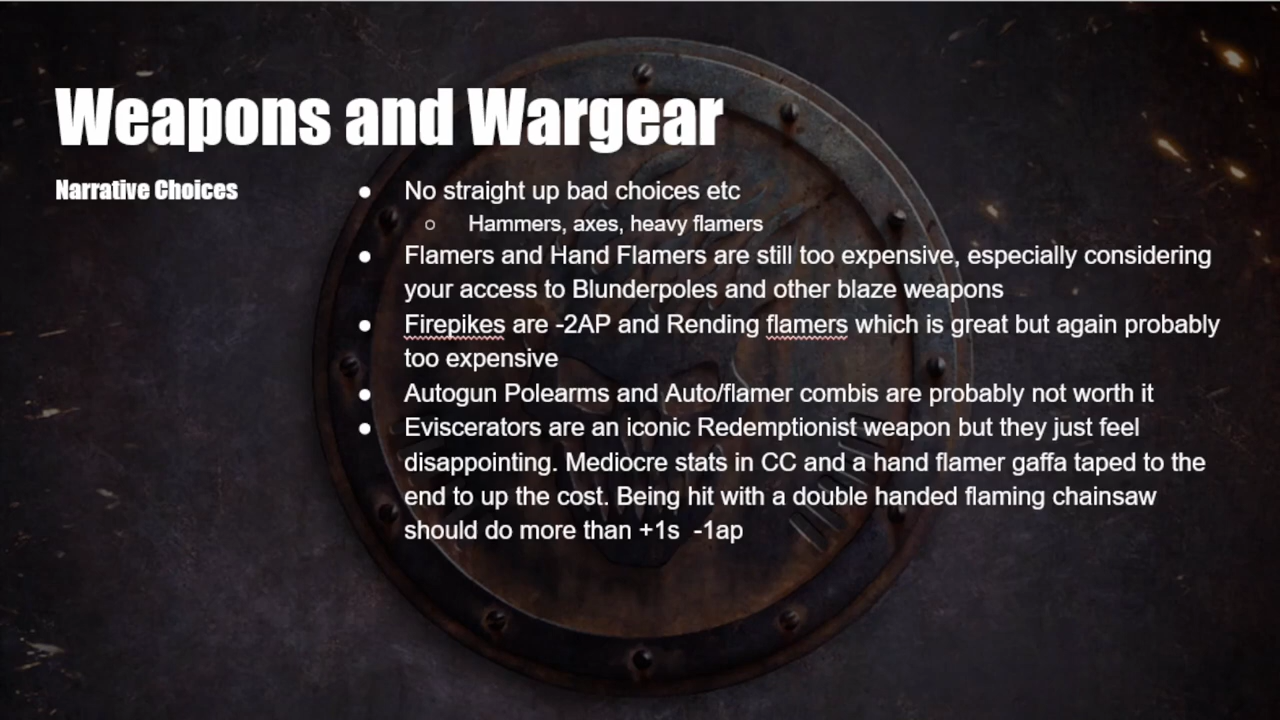 Weapons and Wargear
Narrative Choices
● No straight up bad choices etc
○ Hammers, axes, heavy flamers
● Flamers and Hand Flamers are still too expensive, especially considering
your access to Blunderpoles and other blaze weapons
● Firepikes are -2AP and Rending flamers which is great but again probably
too expensive
● Autogun Polearms and Auto/flamer combis are probably not worth it
● Eviscerators are an iconic Redemptionist weapon but they just feel
disappointing. Mediocre stats in CC and a hand flamer gaffa taped to the
end to up the cost. Being hit with a double handed flaming chainsaw
should do more than +1s  -1ap